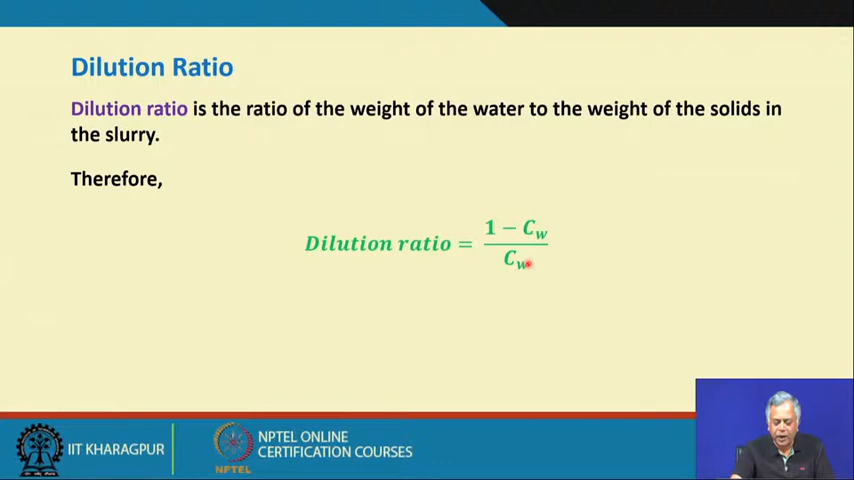 Dilution Ratio
Dilution ratio is the ratio of the weight of the water to the weight of the solids in
the slurry.
Therefore,
Dilution ratio = (1 − C_w) / C_w
IIT KHARAGPUR
NPTEL
NPTEL ONLINE
CERTIFICATION COURSES